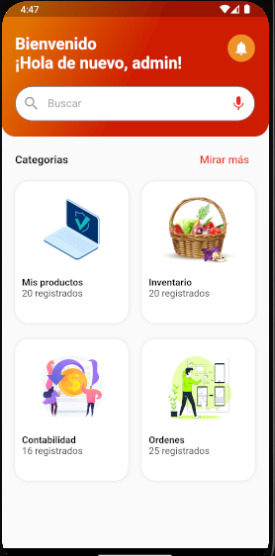 4:47
Bienvenido
¡Hola de nuevo, admin!
Buscar
Categorias
Mirar más
Mis productos
20 registrados
Inventario
20 registrados
Contabilidad
16 registrados
Ordenes
25 registrados